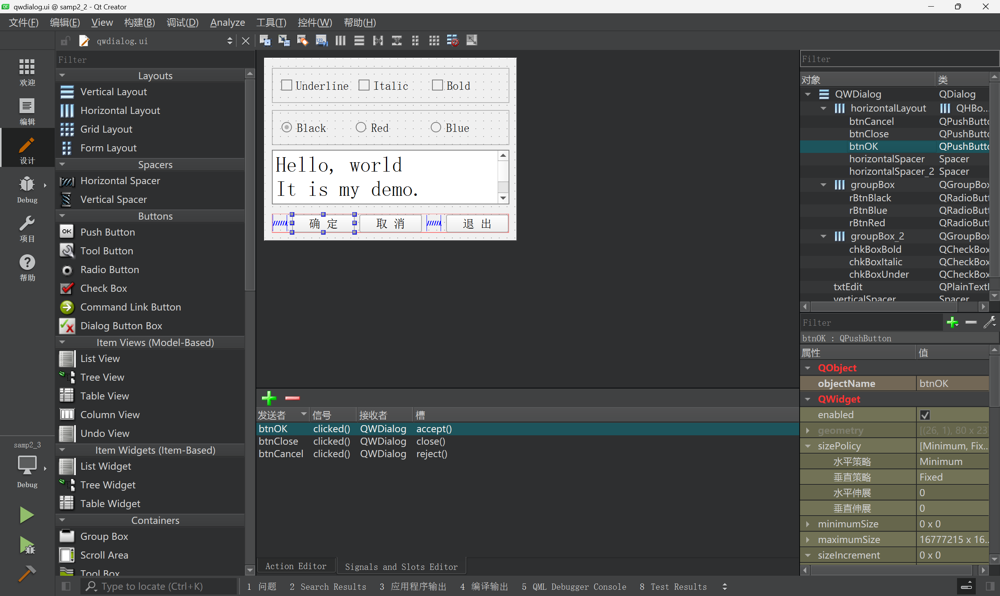 qwdialog.ui @ samp2_2 - Qt Creator
文件(F) 编辑(E) View 构建(B) 调试(D) Analyze 工具(T) 控件(W) 帮助(H)
qwdialog.ui
欢迎
编辑
设计
Debug
项目
帮助
samp2_3
Debug
Filter
Layouts
Vertical Layout
Horizontal Layout
Grid Layout
Form Layout
Spacers
Horizontal Spacer
Vertical Spacer
Buttons
OK Push Button
Tool Button
Radio Button
Check Box
Command Link Button
Dialog Button Box
Item Views (Model-Based)
List View
Tree View
Table View
Column View
Undo View
Item Widgets (Item-Based)
List Widget
Tree Widget
Table Widget
Containers
Group Box
Scroll Area
Tool Box
Underline Italic Bold
Black Red Blue
Hello, world
It is my demo.
确 定 取 消 退 出
发送者 信号 接收者 槽
btnOK clicked() QWDialog accept()
btnClose clicked() QWDialog close()
btnCancel clicked() QWDialog reject()
Action Editor Signals and Slots Editor
Filter
对象 类
QWDialog QDialog
horizontalLayout QHBo...
btnCancel QPushButto
btnClose QPushButto
btnOK QPushButto
horizontalSpacer Spacer
horizontalSpacer_2 Spacer
groupBox QGroupBox
rBtnBlack QRadioButt
rBtnBlue QRadioButt
rBtnRed QRadioButt
groupBox_2 QGroupBox
chkBoxBold QCheckBox
chkBoxItalic QCheckBox
chkBoxUnder QCheckBox
txtEdit QPlainTextE
verticalSpacer Spacer
Filter
btnOK : QPushButton
属性 值
QObject
objectName btnOK
QWidget
enabled
geometry [(26, 1), 80 x 23
sizePolicy [Minimum, Fix...
水平策略 Minimum
垂直策略 Fixed
水平伸展 0
垂直伸展 0
minimumSize 0 x 0
maximumSize 16777215 x 16...
sizeIncrement 0 x 0
Type to locate (Ctrl+K) 1 问题 2 Search Results 3 应用程序输出 4 编译输出 5 QML Debugger Console 8 Test Results